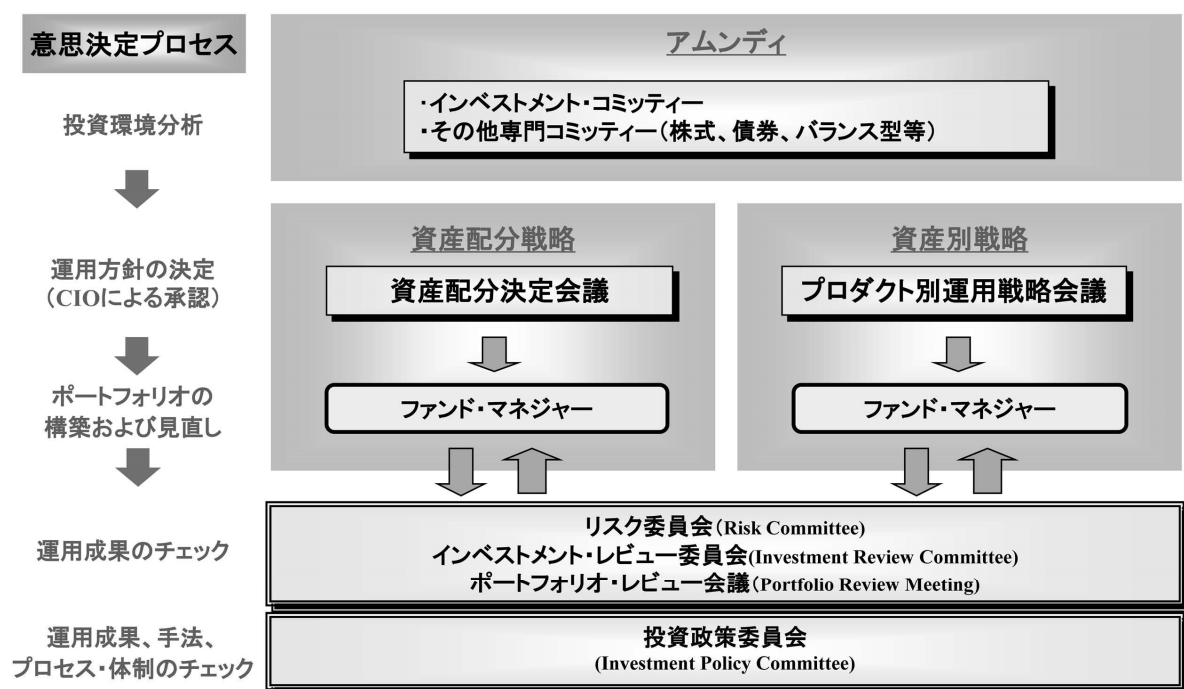 意思決定プロセス
アムンディ
投資環境分析
・インベストメント・コミッティー
・その他専門コミッティー（株式、債券、バランス型等）
運用方針の決定
（CIOによる承認）
資産配分戦略
資産配分決定会議
資産別戦略
プロダクト別運用戦略会議
ポートフォリオの
構築および見直し
ファンド・マネジャー
ファンド・マネジャー
運用成果のチェック
リスク委員会（Risk Committee）
インベストメント・レビュー委員会（Investment Review Committee）
ポートフォリオ・レビュー会議（Portfolio Review Meeting）
運用成果、手法、
プロセス・体制のチェック
投資政策委員会
(Investment Policy Committee)